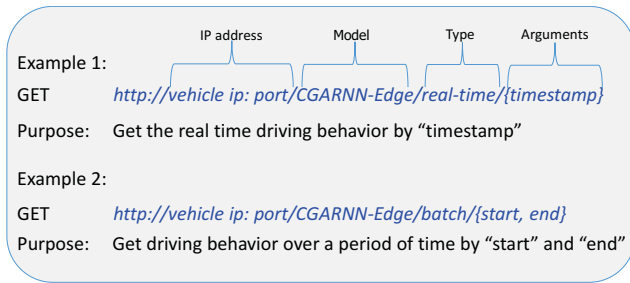 IP address Model Type Arguments
Example 1:
GET http://vehicle ip: port/CGARNN-Edge/real-time/{timestamp}
Purpose: Get the real time driving behavior by “timestamp”
Example 2:
GET http://vehicle ip: port/CGARNN-Edge/batch/{start, end}
Purpose: Get driving behavior over a period of time by “start” and “end”